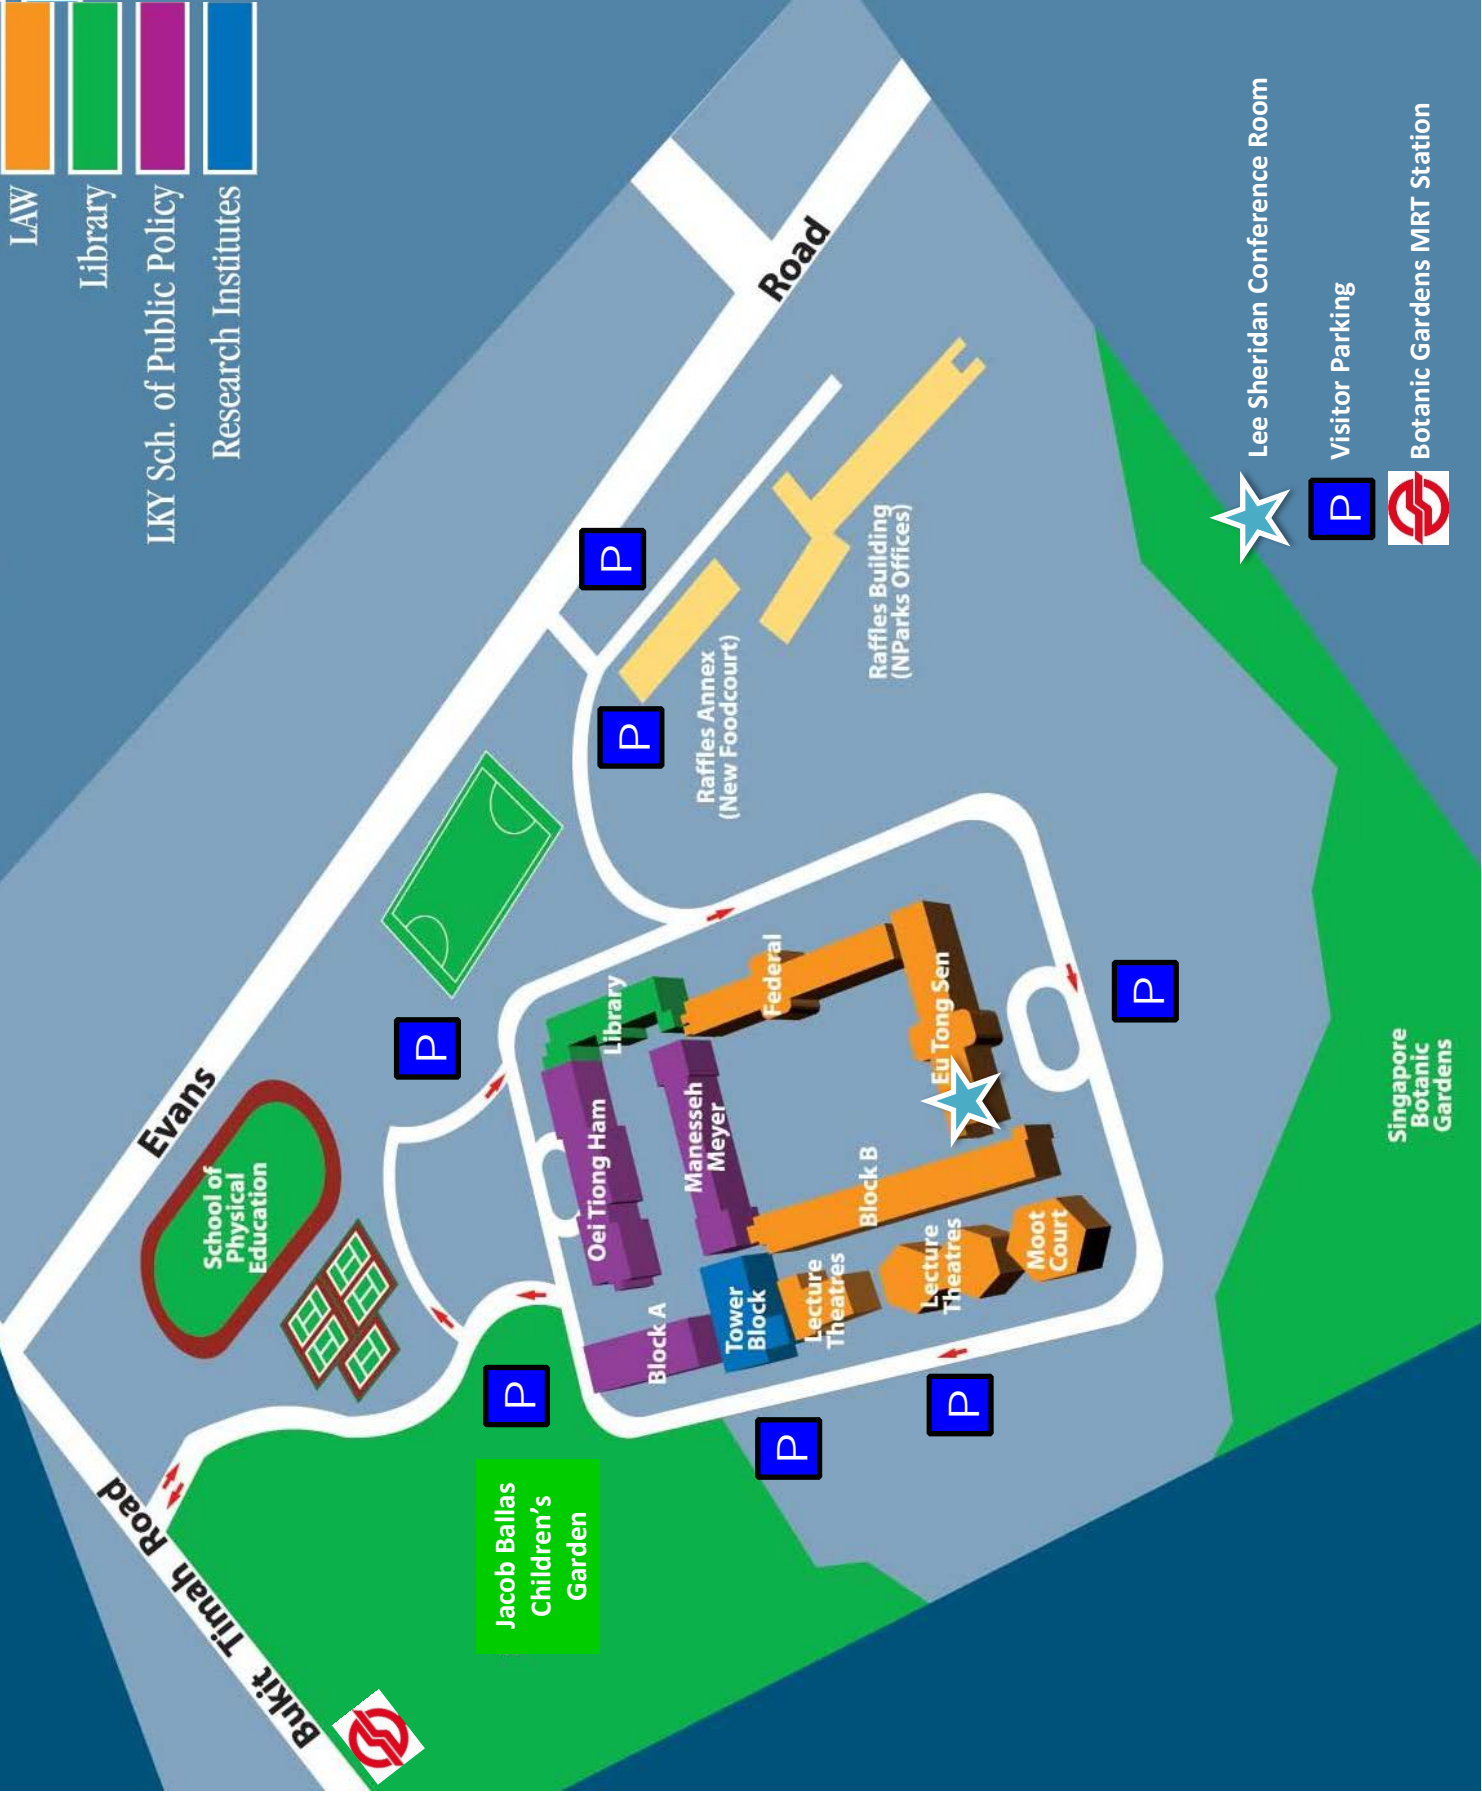 LAW
Library
LKY Sch. of Public Policy
Research Institutes
Bukit Timah Road
Evans
Road
School of
Physical
Education
Jacob Ballas
Children's
Garden
P
P
P
P
P
P
P
Oei Tiong Ham
Library
Block A
Manesseh
Meyer
Tower
Block
Federal
Lecture
Theatres
Block B
Eu Tong Sen
Lecture
Theatres
Moot
Court
Raffles Annex
(New Foodcourt)
Raffles Building
(NParks Offices)
Singapore
Botanic
Gardens
Lee Sheridan Conference Room
P Visitor Parking
Botanic Gardens MRT Station